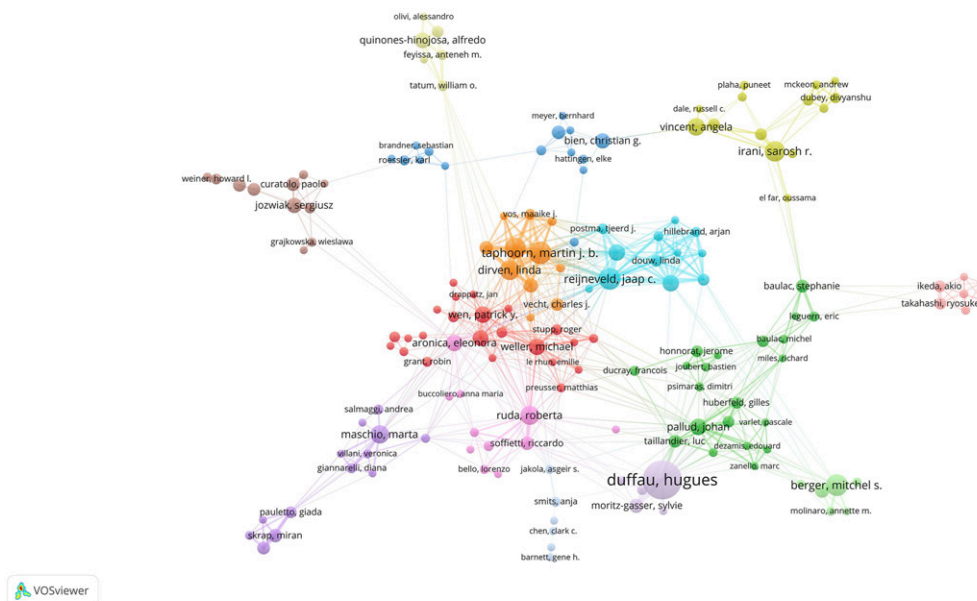 olivi, alessandro
quinones-hinojosa, alfredo
feyissa, anteneh m.
tatum, william o.
plaha, puneet
mckeon, andrew
dubey, divyanshu
dale, russell c.
vincent, angela
irani, sarosh r.
meyer, bernhard
bien, christian g.
hattingen, elke
brandner, sebastian
roessler, karl
weiner, howard l.
curatolo, paolo
jozwiak, sergiusz
grajkowska, wieslawa
el far, oussama
vos, maaike j.
postma, tjeerd j.
hillebrand, arjan
taphoorn, martin j. b.
douw, linda
dirven, linda
reijneveld, jaap c.
baulac, stephanie
ikeda, akio
takahashi, ryosuke
drappatz, jan
vecht, charles j.
wen, patrick y.
leguern, eric
stupp, roger
aronica, eleonora
weller, michael
baulac, michel
honnorat, jerome
miles, richard
grant, robin
le rhun, emilie
ducray, francois
joubert, bastien
preusser, matthias
psimaras, dimitri
buccoliero, anna maria
huberfeld, gilles
salmaggi, andrea
ruda, roberta
pallud, johan
varlet, pascale
maschio, marta
taillandier, luc
dezamis, edouard
soffietti, riccardo
villani, veronica
giannarelli, diana
bello, lorenzo
jakola, asgeir s.
zanello, marc
duffau, hugues
berger, mitchel s.
smits, anja
moritz-gasser, sylvie
molinaro, annette m.
pauletto, giada
skrap, miran
chen, clark c.
barnett, gene h.
VOSviewer